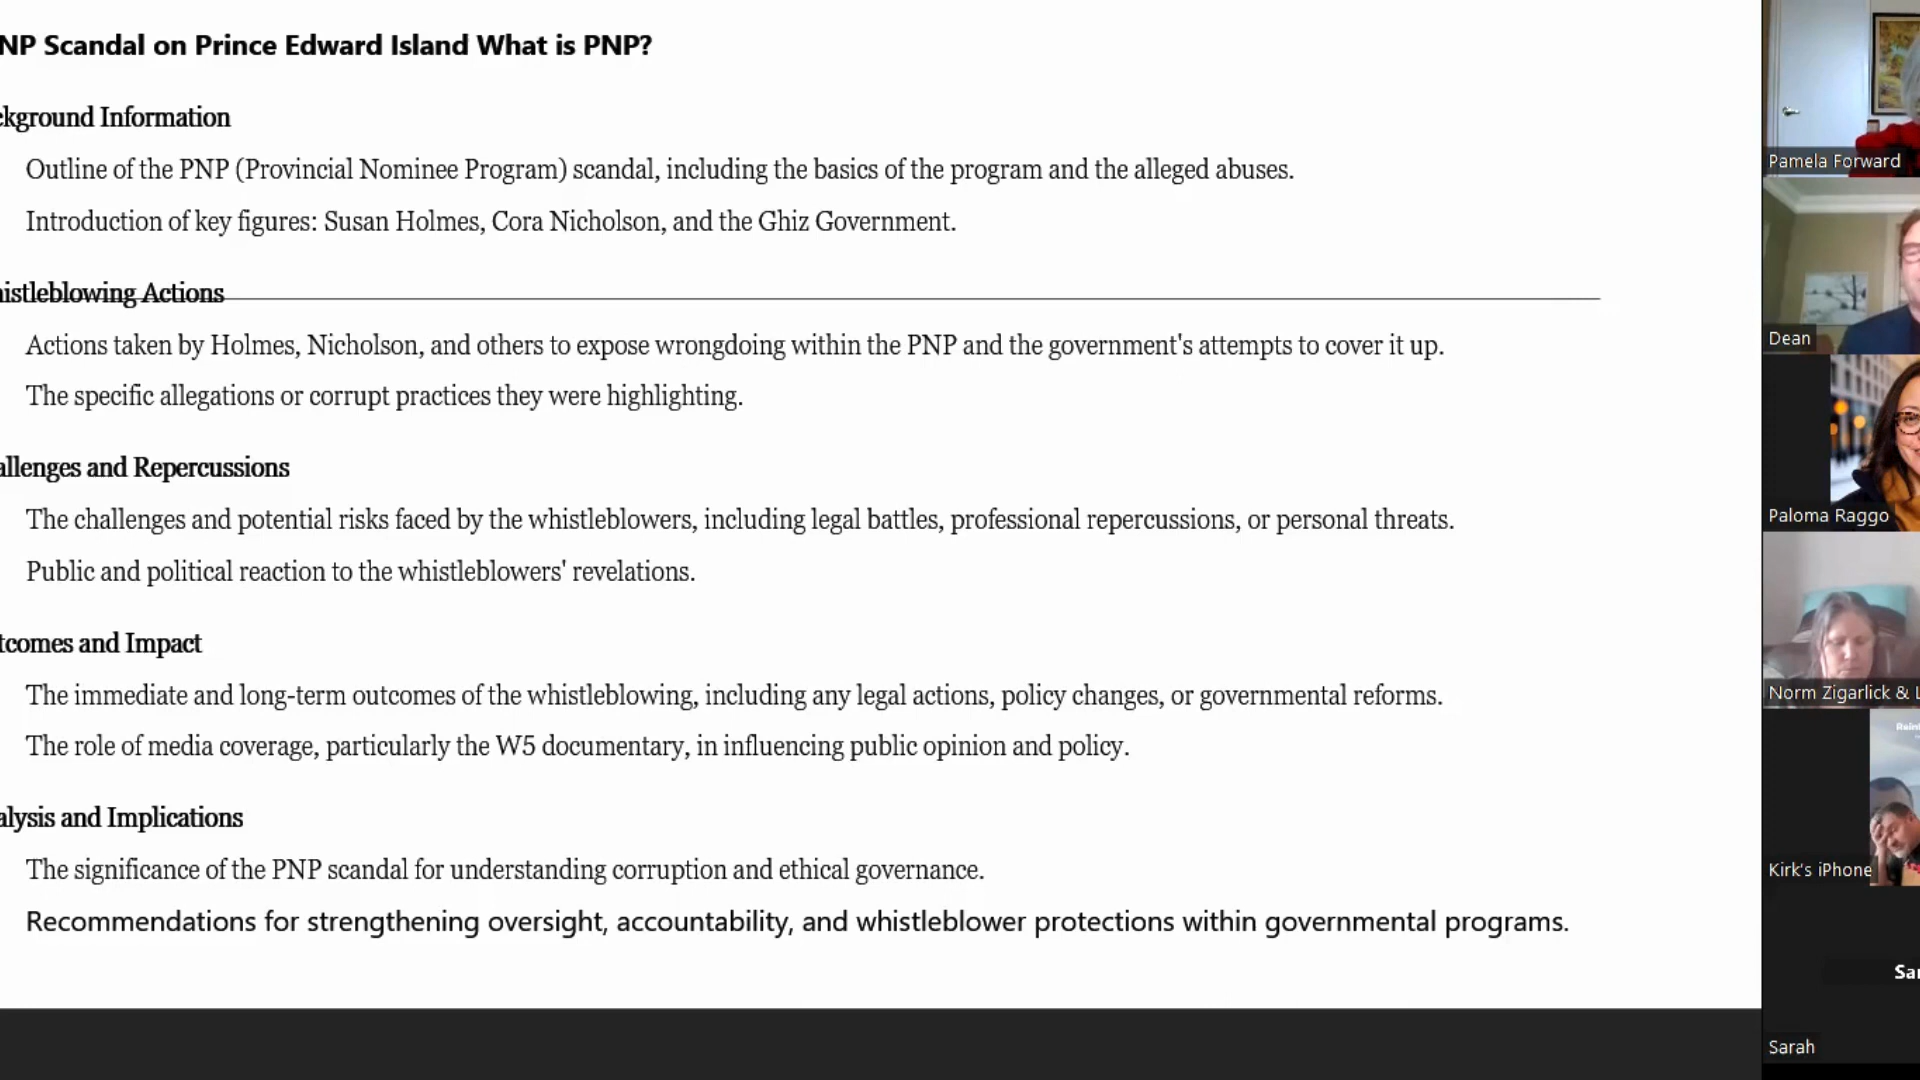 NP Scandal on Prince Edward Island What is PNP?
ckground Information
Outline of the PNP (Provincial Nominee Program) scandal, including the basics of the program and the alleged abuses.
Introduction of key figures: Susan Holmes, Cora Nicholson, and the Ghiz Government.
histleblowing Actions
Actions taken by Holmes, Nicholson, and others to expose wrongdoing within the PNP and the government's attempts to cover it up.
The specific allegations or corrupt practices they were highlighting.
allenges and Repercussions
The challenges and potential risks faced by the whistleblowers, including legal battles, professional repercussions, or personal threats.
Public and political reaction to the whistleblowers' revelations.
tcomes and Impact
The immediate and long-term outcomes of the whistleblowing, including any legal actions, policy changes, or governmental reforms.
The role of media coverage, particularly the W5 documentary, in influencing public opinion and policy.
alysis and Implications
The significance of the PNP scandal for understanding corruption and ethical governance.
Recommendations for strengthening oversight, accountability, and whistleblower protections within governmental programs.
Pamela Forward
Dean
Paloma Raggo
Norm Zigarlick & L
Kirk's iPhone
Sar
Sarah